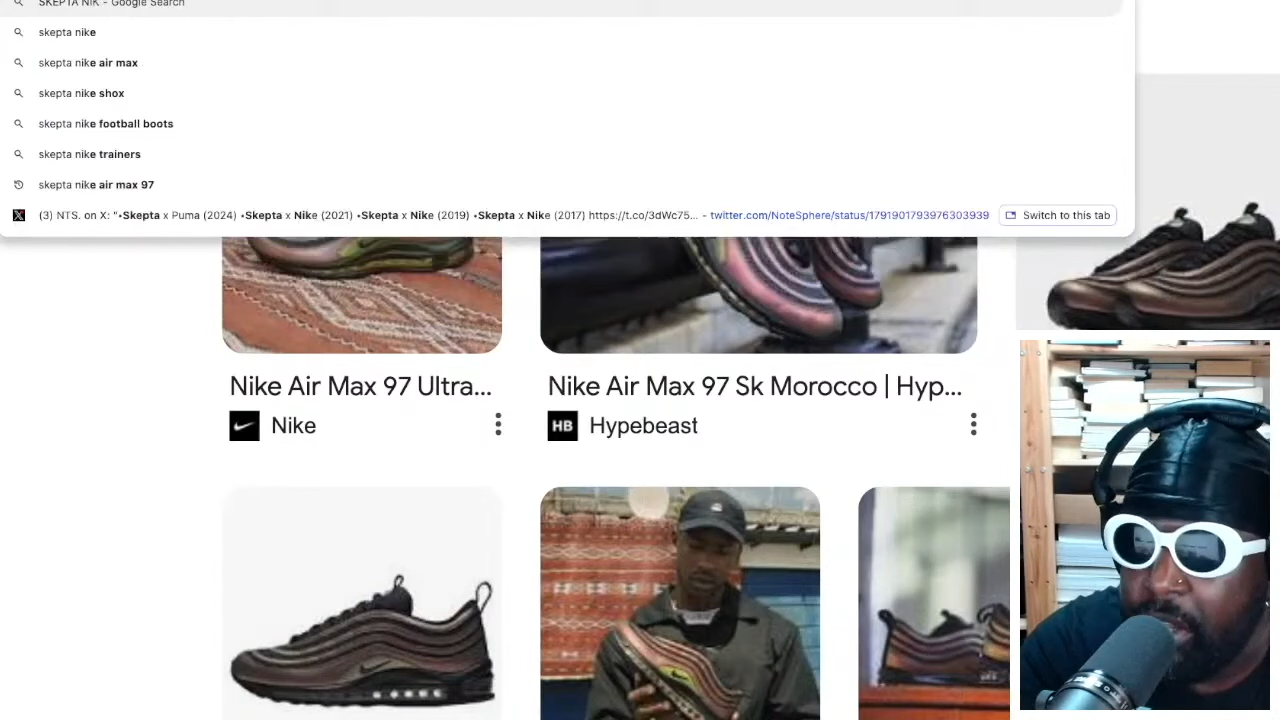 SKEPTA NIK - Google Search
skepta nike
skepta nike air max
skepta nike shox
skepta nike football boots
skepta nike trainers
skepta nike air max 97
(3) NTS. on X: "•Skepta x Puma (2024) •Skepta x Nike (2021) •Skepta x Nike (2019) •Skepta x Nike (2017) https://t.co/3dWc75... - twitter.com/NoteSphere/status/1791901793976303939 Switch to this tab
Nike Air Max 97 Ultra...
Nike
Nike Air Max 97 Sk Morocco | Hyp...
HB Hypebeast